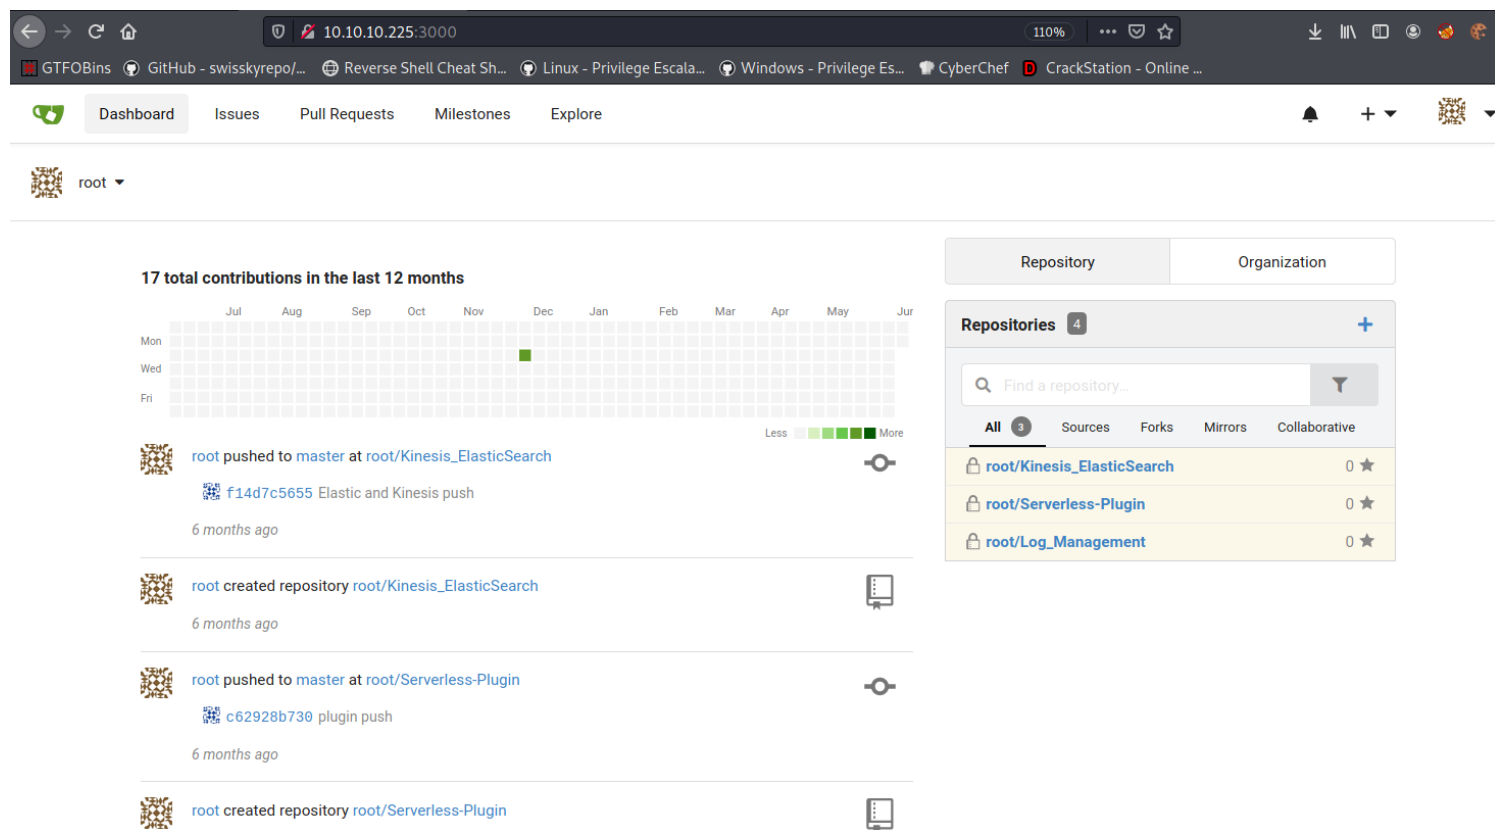 10.10.10.225:3000
110%
GTFOBins GitHub - swisskyrepo/... Reverse Shell Cheat Sh... Linux - Privilege Escala... Windows - Privilege Es... CyberChef CrackStation - Online ...
Dashboard Issues Pull Requests Milestones Explore
root
17 total contributions in the last 12 months
Jul Aug Sep Oct Nov Dec Jan Feb Mar Apr May Jun
Mon
Wed
Fri
Less More
root pushed to master at root/Kinesis_ElasticSearch
f14d7c5655 Elastic and Kinesis push
6 months ago
root created repository root/Kinesis_ElasticSearch
6 months ago
root pushed to master at root/Serverless-Plugin
c62928b730 plugin push
6 months ago
root created repository root/Serverless-Plugin
Repository Organization
Repositories 4
Find a repository...
All 3 Sources Forks Mirrors Collaborative
root/Kinesis_ElasticSearch 0
root/Serverless-Plugin 0
root/Log_Management 0